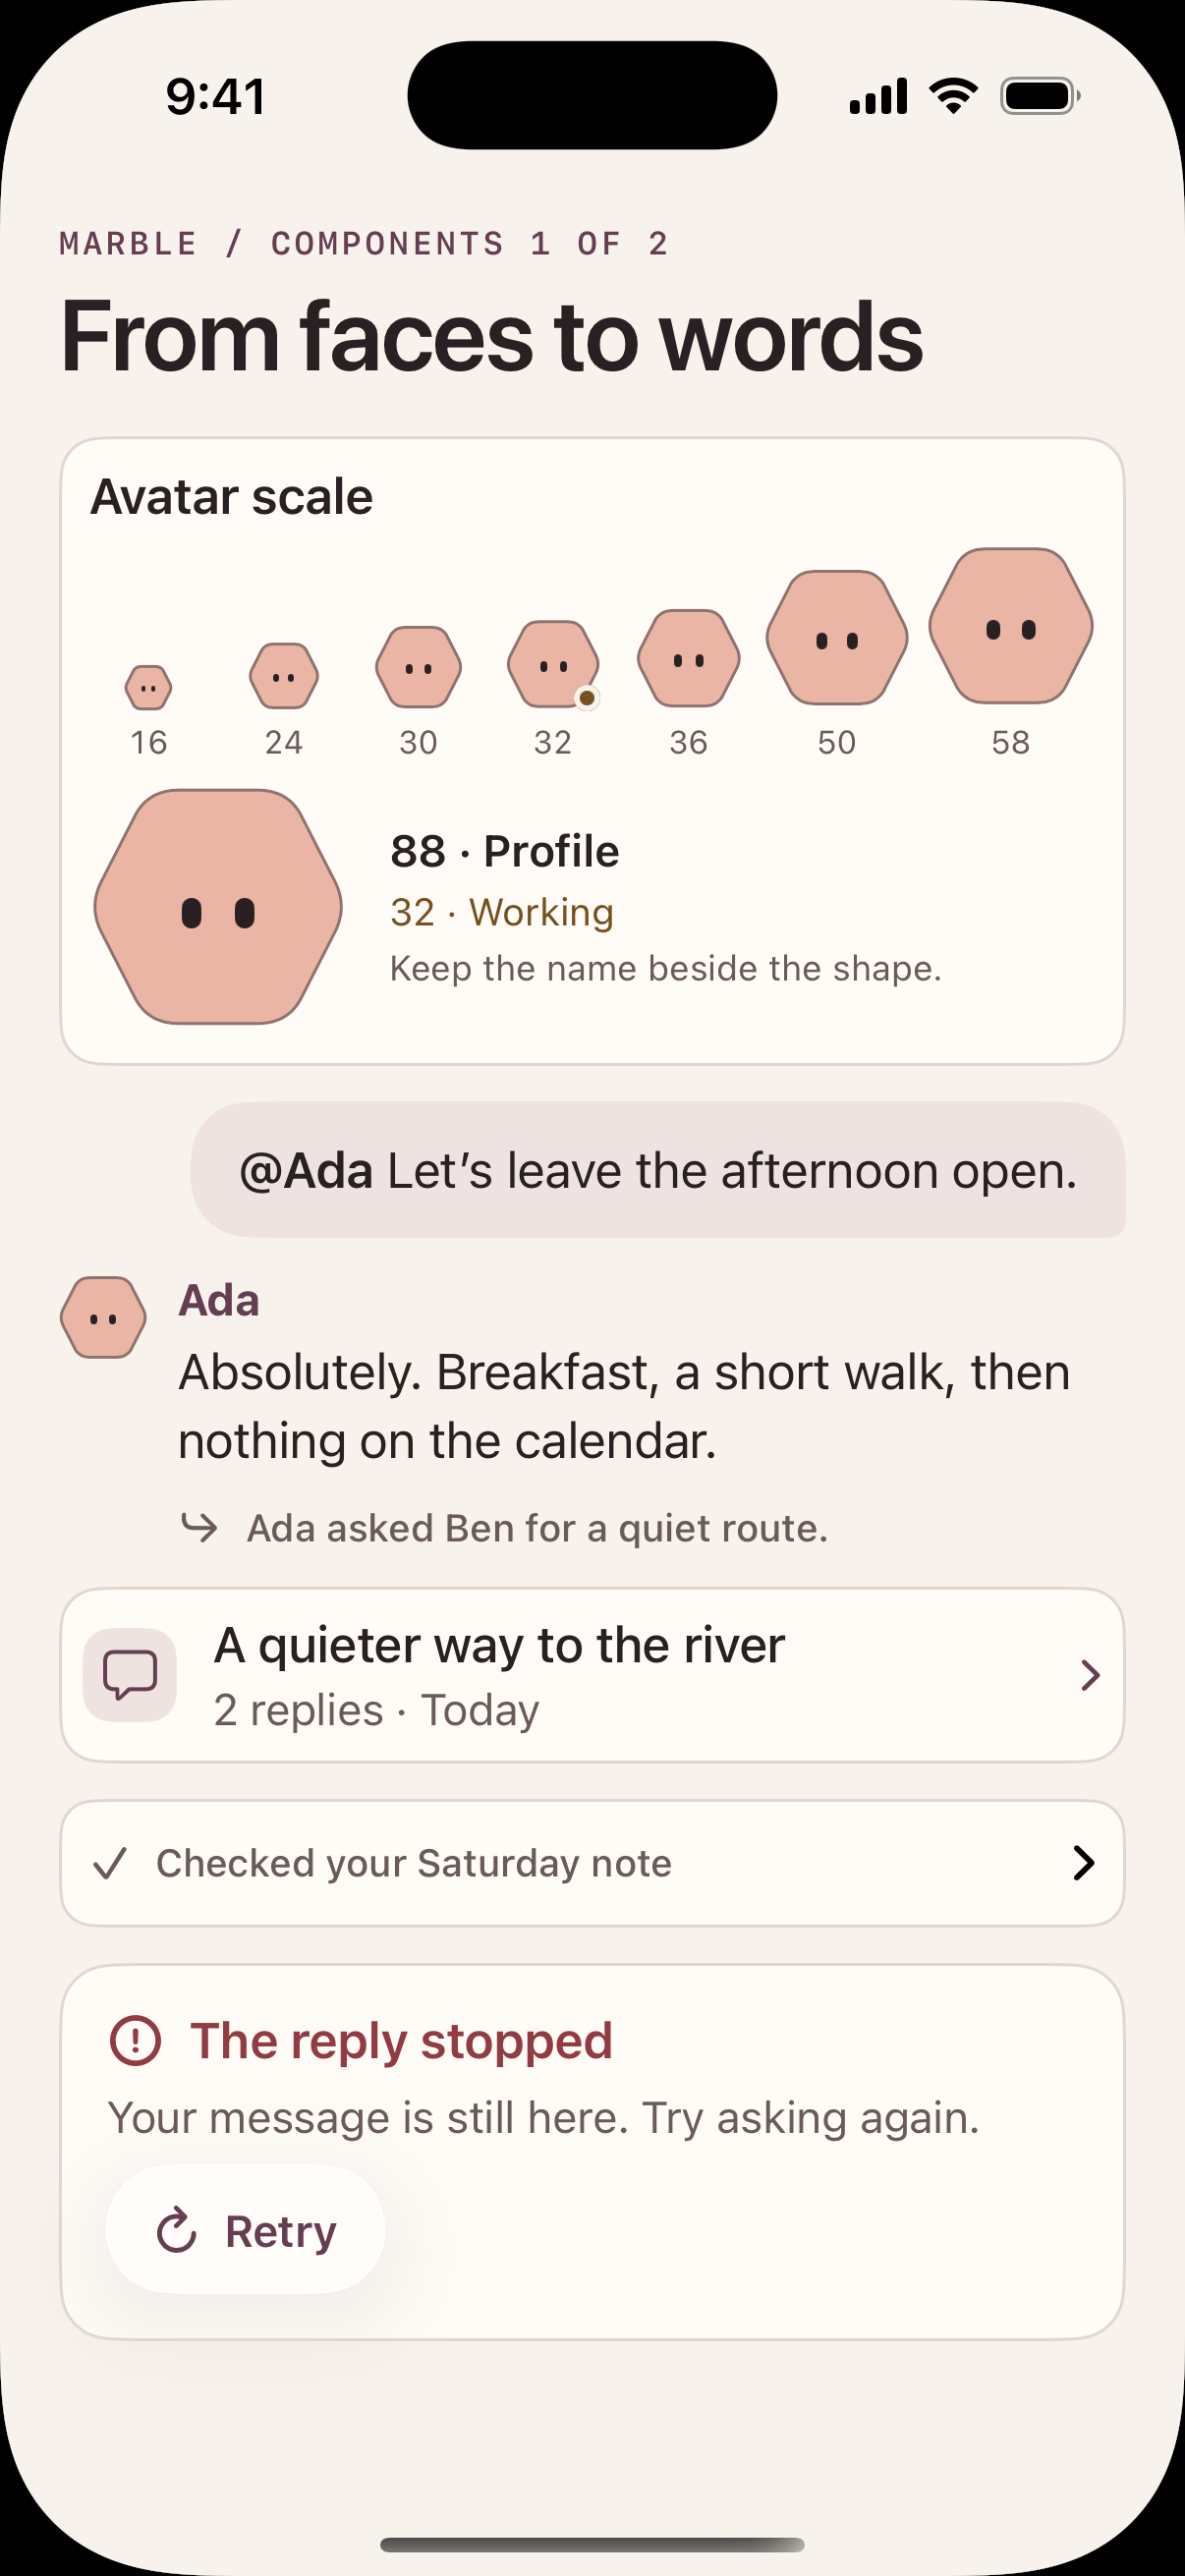 9:41
MARBLE / COMPONENTS 1 OF 2
From faces to words
Avatar scale
16 24 30 32 36 50 58
88 · Profile
32 · Working
Keep the name beside the shape.
@Ada Let’s leave the afternoon open.
Ada
Absolutely. Breakfast, a short walk, then
nothing on the calendar.
Ada asked Ben for a quiet route.
A quieter way to the river
2 replies · Today
Checked your Saturday note
The reply stopped
Your message is still here. Try asking again.
Retry